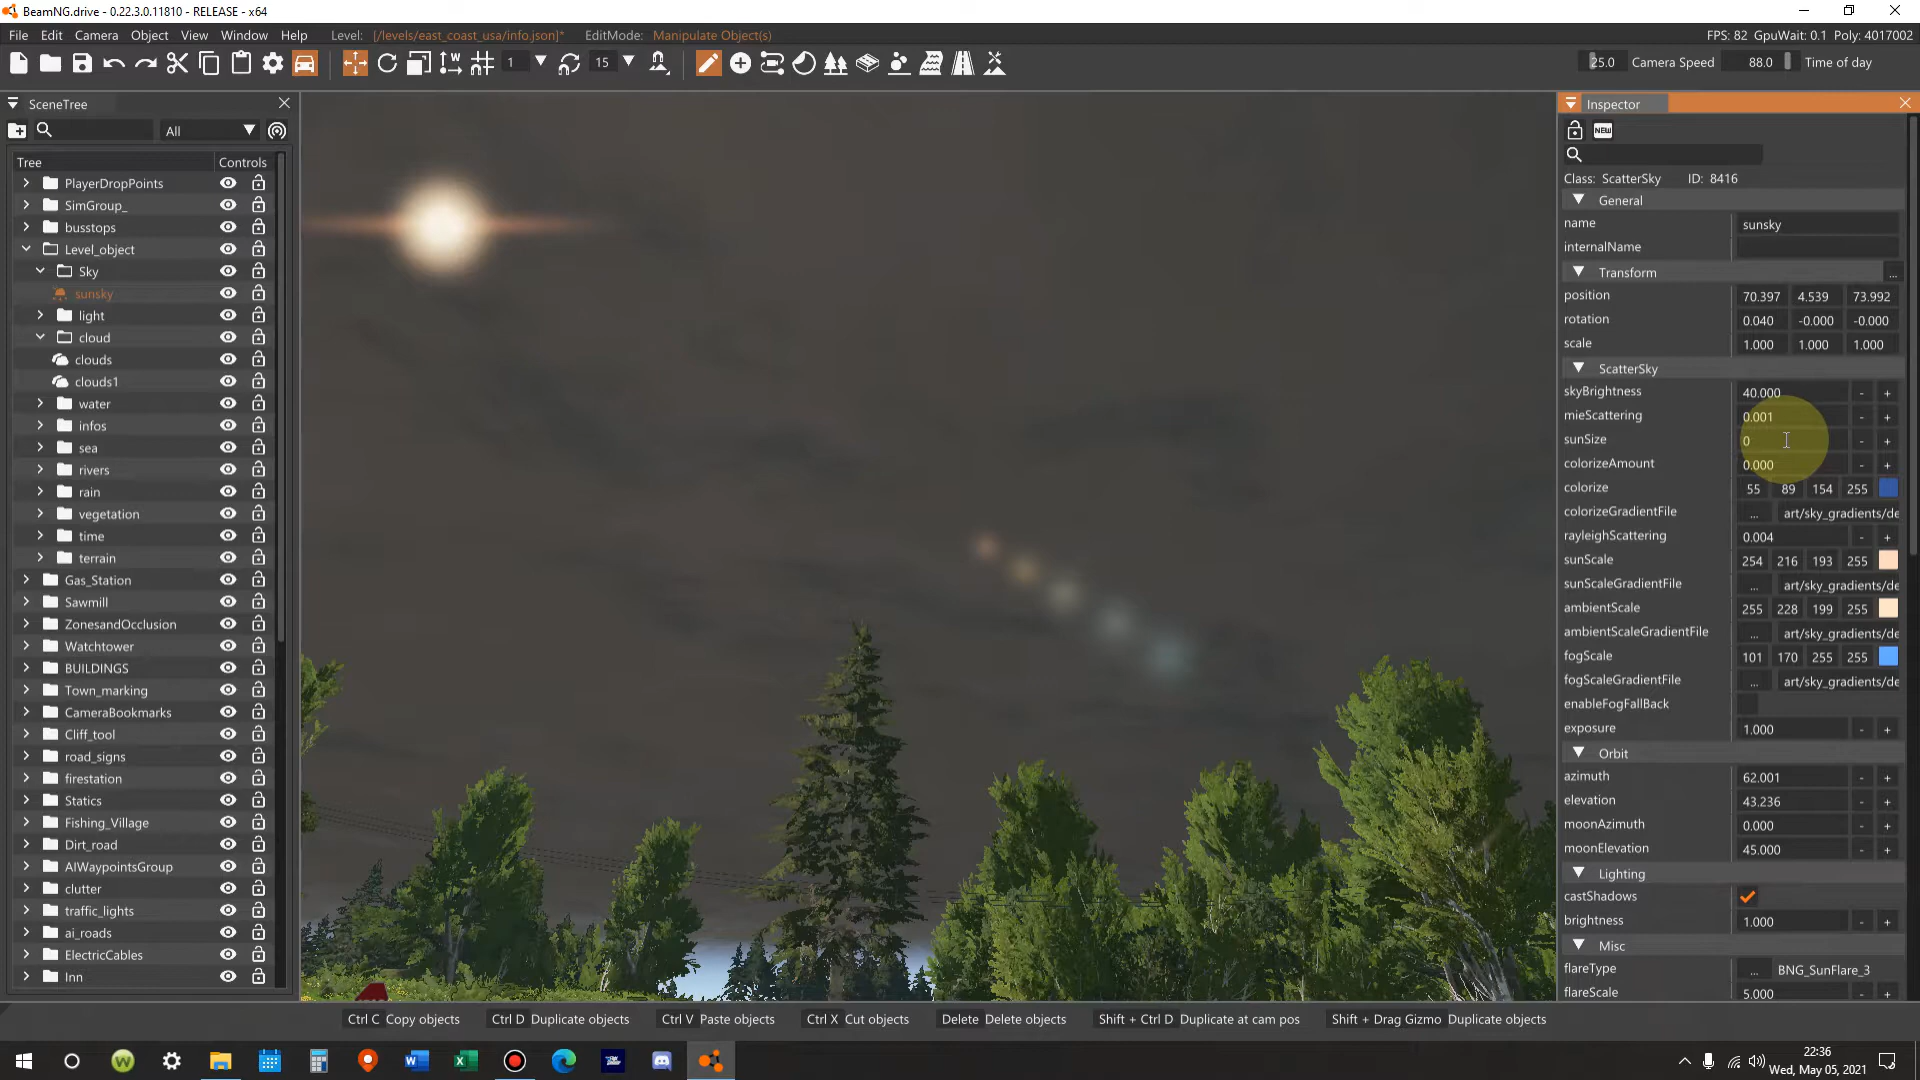 BeamNG.drive - 0.22.3.0.11810 - RELEASE - x64
File Edit Camera Object View Window Help Level: [/levels/east_coast_usa/info.json]* EditMode: Manipulate Object(s) FPS: 82 GpuWait: 0.1 Poly: 4017002
1 15 25.0 Camera Speed 88.0 Time of day
SceneTree
All
Tree Controls
PlayerDropPoints
SimGroup_
busstops
Level_object
Sky
sunsky
light
cloud
clouds
clouds1
water
infos
sea
rivers
rain
vegetation
time
terrain
Gas_Station
Sawmill
ZonesandOcclusion
Watchtower
BUILDINGS
Town_marking
CameraBookmarks
Cliff_tool
road_signs
firestation
Statics
Fishing_Village
Dirt_road
AIWaypointsGroup
clutter
traffic_lights
ai_roads
ElectricCables
Inn
Inspector
NEW
Class: ScatterSky ID: 8416
General
name sunsky
internalName
Transform ...
position 70.397 4.539 73.992
rotation 0.040 -0.000 -0.000
scale 1.000 1.000 1.000
ScatterSky
skyBrightness 40.000 - +
mieScattering 0.001 - +
sunSize 0 - +
colorizeAmount 0.000 - +
colorize 55 89 154 255
colorizeGradientFile ... art/sky_gradients/de
rayleighScattering 0.004 - +
sunScale 254 216 193 255
sunScaleGradientFile ... art/sky_gradients/de
ambientScale 255 228 199 255
ambientScaleGradientFile ... art/sky_gradients/de
fogScale 101 170 255 255
fogScaleGradientFile ... art/sky_gradients/de
enableFogFallBack
exposure 1.000 - +
Orbit
azimuth 62.001 - +
elevation 43.236 - +
moonAzimuth 0.000 - +
moonElevation 45.000 - +
Lighting
castShadows
brightness 1.000 - +
Misc
flareType ... BNG_SunFlare_3
flareScale 5.000 - +
Ctrl C Copy objects Ctrl D Duplicate objects Ctrl V Paste objects Ctrl X Cut objects Delete Delete objects Shift + Ctrl D Duplicate at cam pos Shift + Drag Gizmo Duplicate objects
22:36
Wed, May 05, 2021